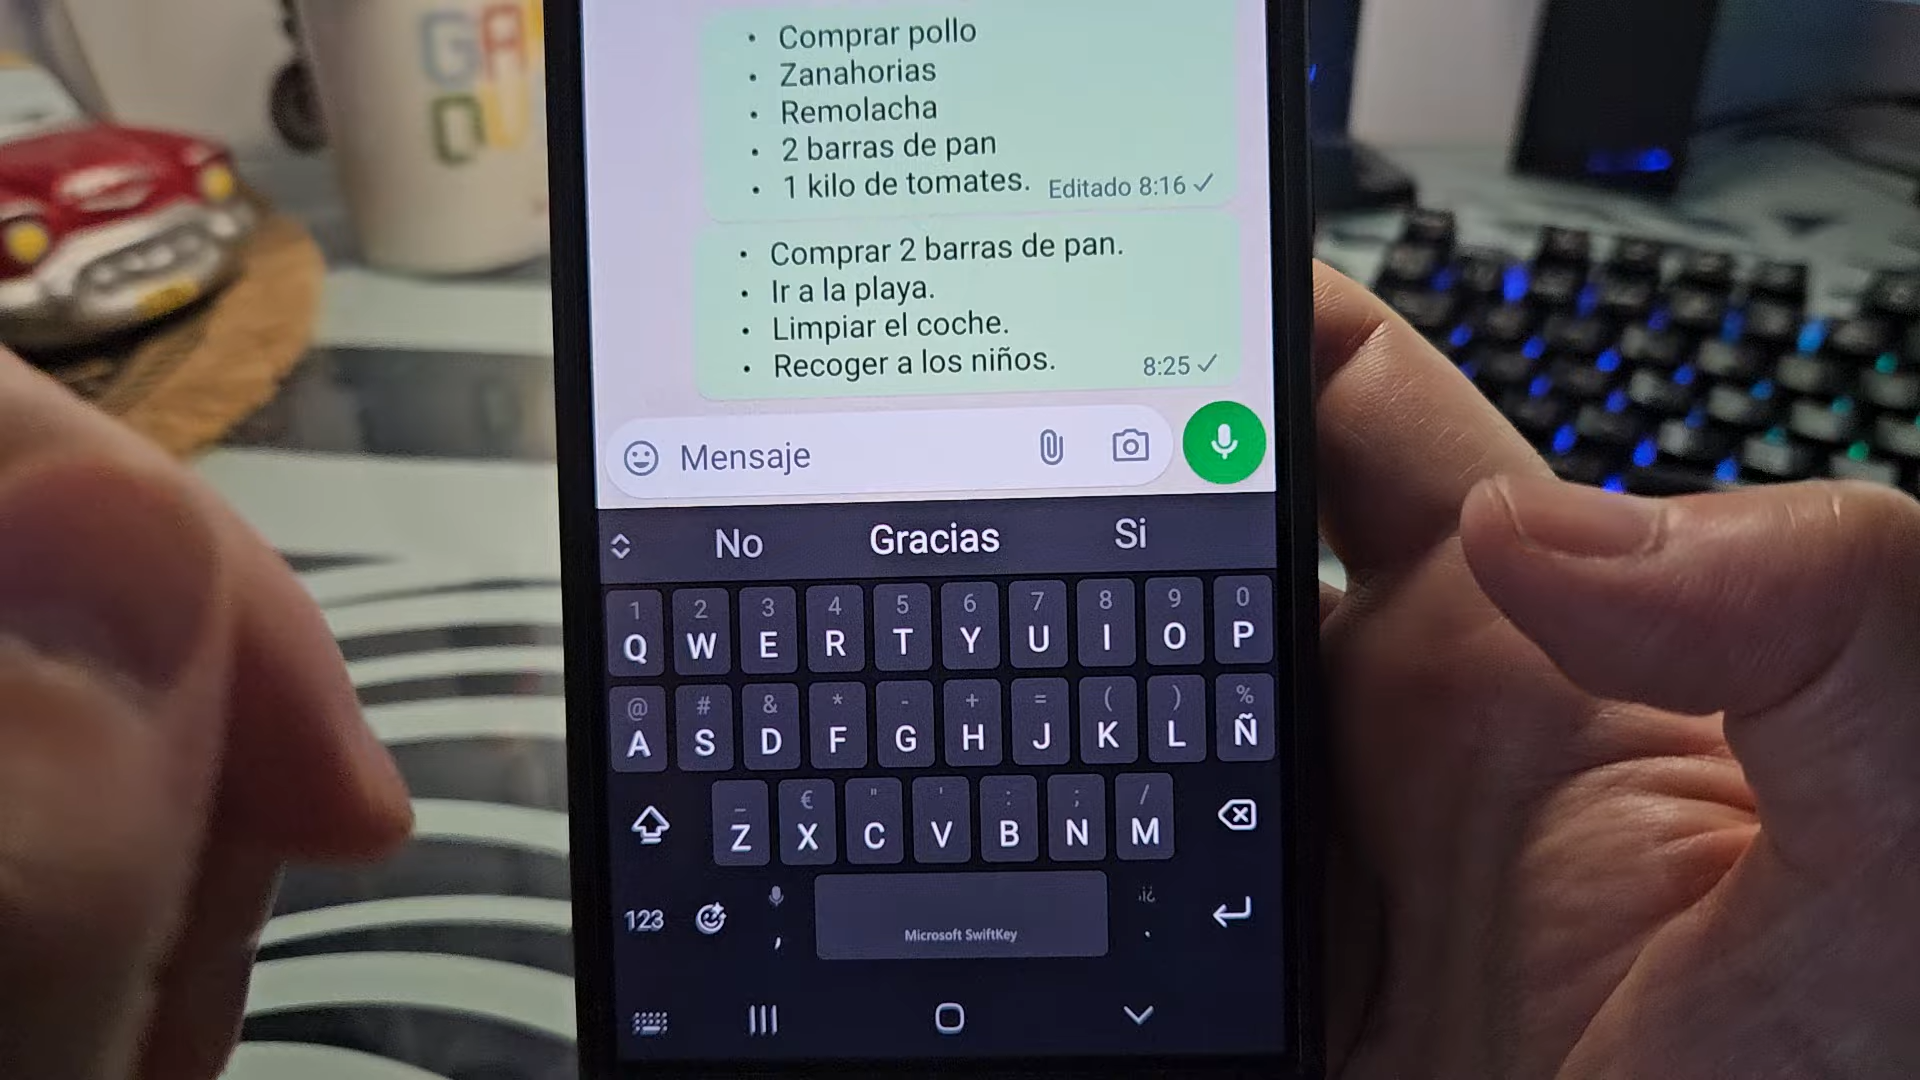 GA
OU
• Comprar pollo
• Zanahorias
• Remolacha
• 2 barras de pan
• 1 kilo de tomates. Editado 8:16
• Comprar 2 barras de pan.
• Ir a la playa.
• Limpiar el coche.
• Recoger a los niños. 8:25
Mensaje
No Gracias Si
1 2 3 4 5 6 7 8 9 0
Q W E R T Y U I O P
@ # & * - + = ( ) %
A S D F G H J K L Ñ
_ € " ' : ; /
Z X C V B N M
123 , Microsoft SwiftKey .